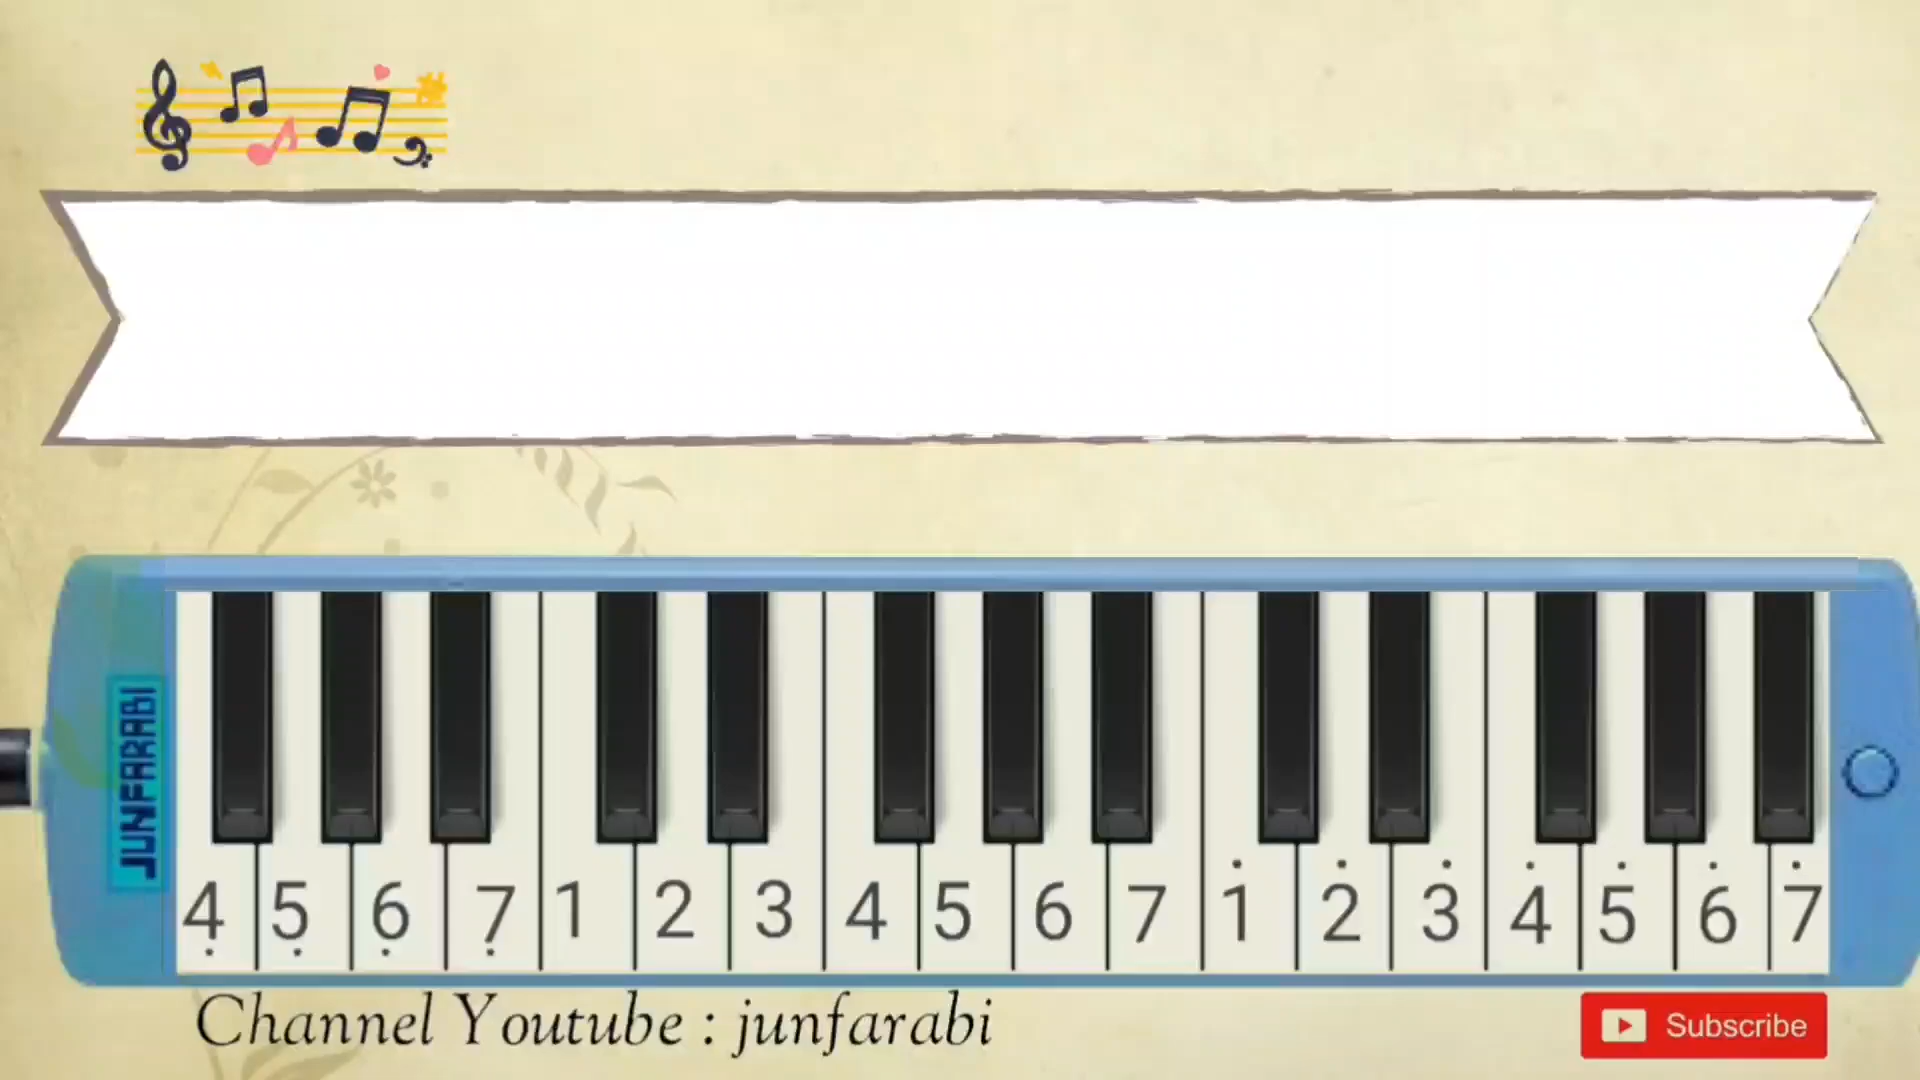 JUNFARABI
4̣ 5̣ 6̣ 7̣ 1 2 3 4 5 6 7 1̇ 2̇ 3̇ 4̇ 5̇ 6̇ 7̇
Channel Youtube : junfarabi
Subscribe